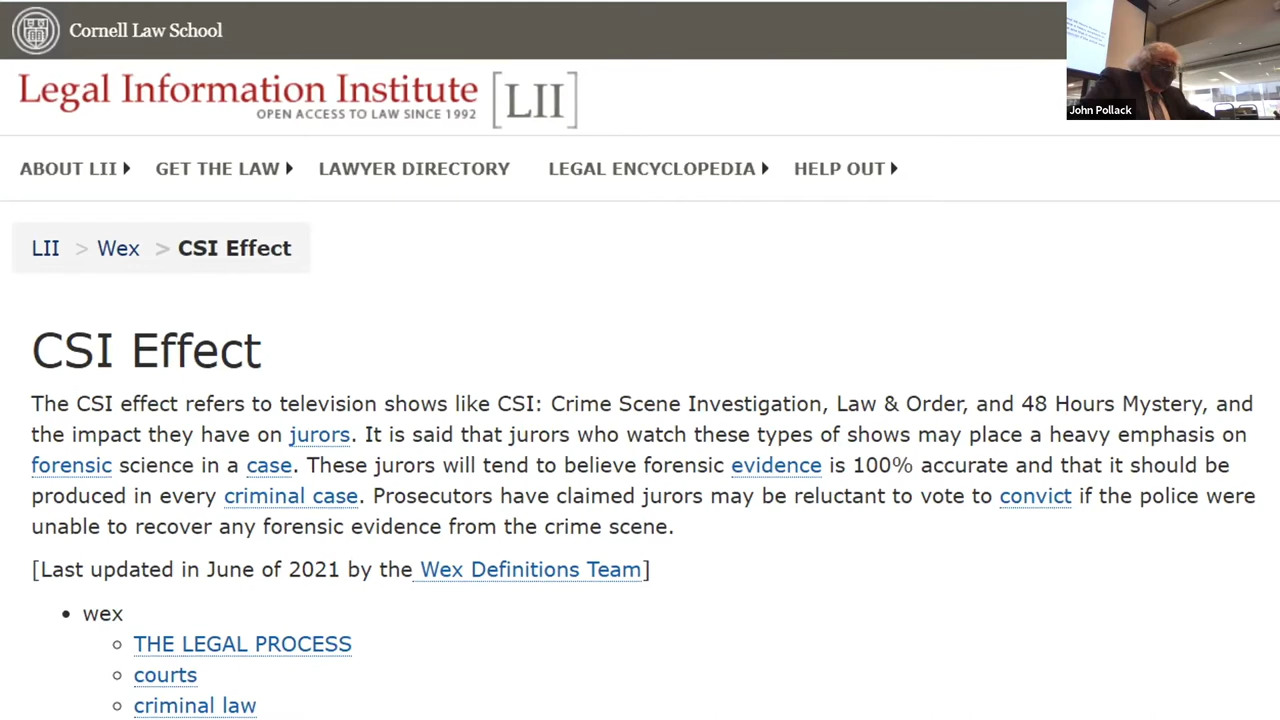 Cornell Law School
Legal Information Institute [LII]
OPEN ACCESS TO LAW SINCE 1992
John Pollack
ABOUT LII GET THE LAW LAWYER DIRECTORY LEGAL ENCYCLOPEDIA HELP OUT
LII > Wex > CSI Effect
CSI Effect
The CSI effect refers to television shows like CSI: Crime Scene Investigation, Law & Order, and 48 Hours Mystery, and
the impact they have on jurors. It is said that jurors who watch these types of shows may place a heavy emphasis on
forensic science in a case. These jurors will tend to believe forensic evidence is 100% accurate and that it should be
produced in every criminal case. Prosecutors have claimed jurors may be reluctant to vote to convict if the police were
unable to recover any forensic evidence from the crime scene.
[Last updated in June of 2021 by the Wex Definitions Team]
• wex
◦ THE LEGAL PROCESS
◦ courts
◦ criminal law